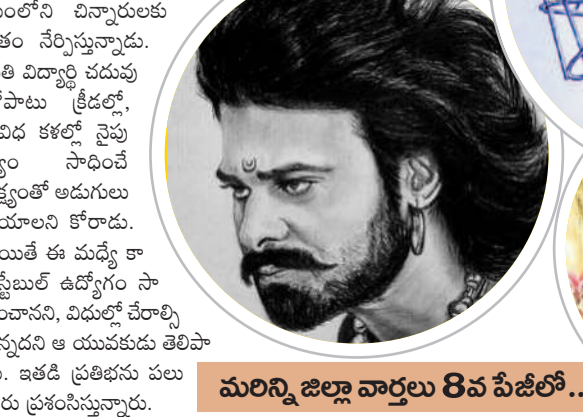 ంలోని చిన్నారులకు
తం నేర్పిస్తున్నాడు.
తి విద్యార్థి చదువు
పాటు క్రీడల్లో,
విధ కళల్లో నైపు
్యం సాధించే
క్ష్యంతో అడుగులు
యాలని కోరాడు.
యితే ఈ మధ్యే కా
స్టేబుల్ ఉద్యోగం సా
ంచానని, విధుల్లో చేరాల్సి
న్నదని ఆ యువకుడు తెలిపా
. ఇతడి ప్రతిభను పలు
రు ప్రశంసిస్తున్నారు.
మరిన్ని జిల్లా వార్తలు 8వ పేజీలో..